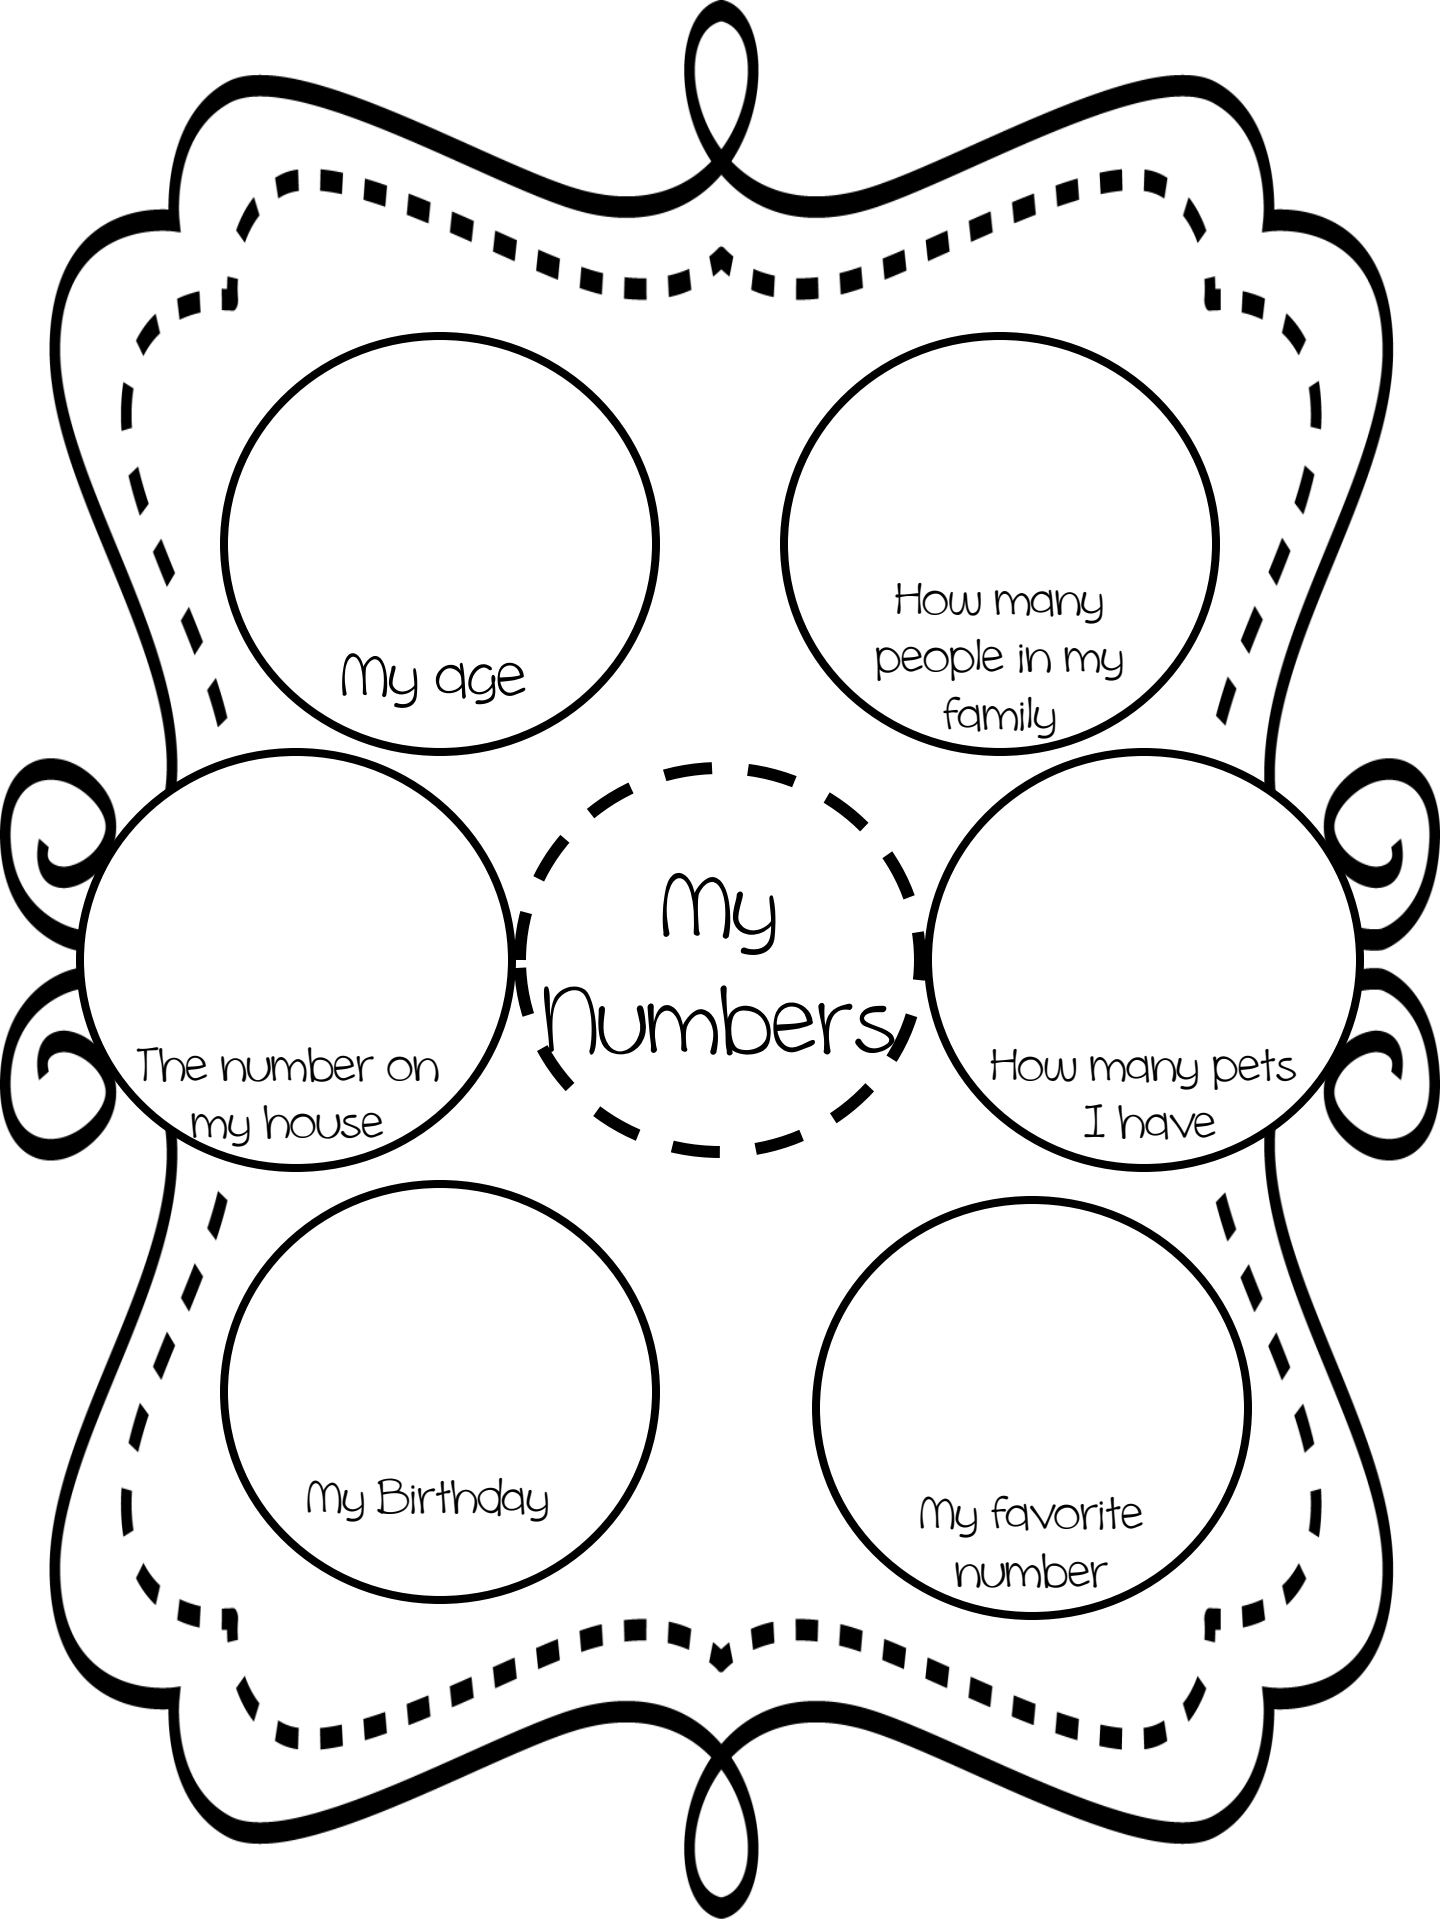 My age
How many
people in my
family
My
Numbers
The number on
my house
How many pets
I have
My Birthday
My favorite
number